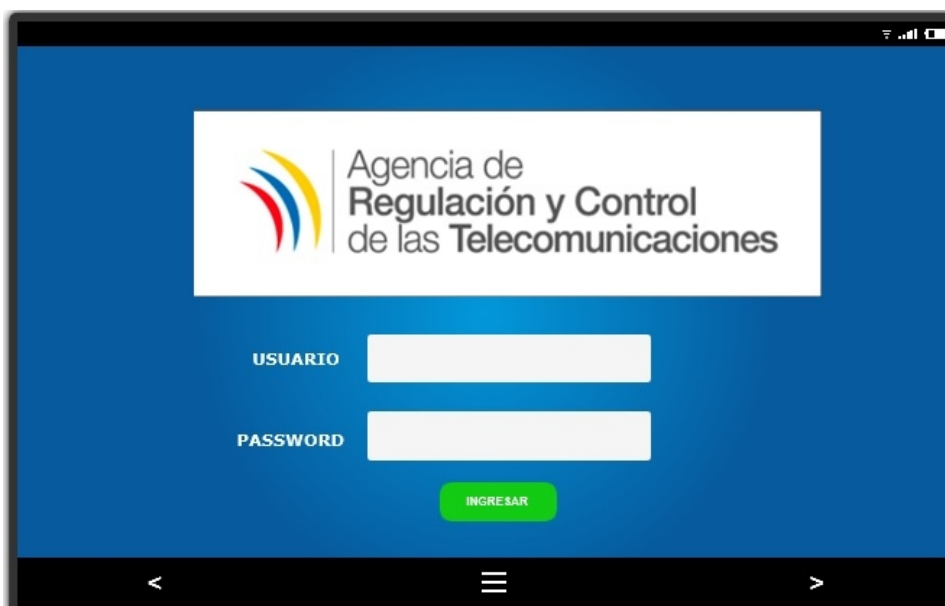 Agencia de
Regulación y Control
de las Telecomunicaciones
USUARIO
PASSWORD
INGRESAR
< >